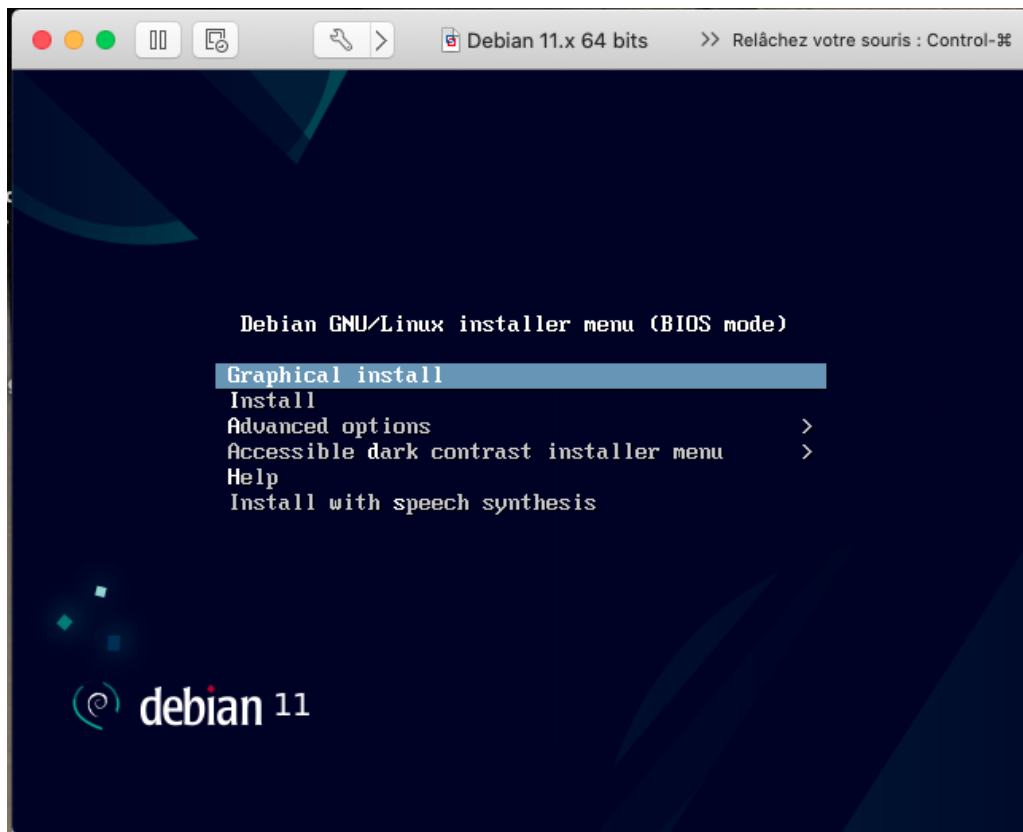 Debian 11.x 64 bits
Relâchez votre souris : Control-⌘
Debian GNU/Linux installer menu (BIOS mode)
Graphical install
Install
Advanced options >
Accessible dark contrast installer menu >
Help
Install with speech synthesis
debian 11